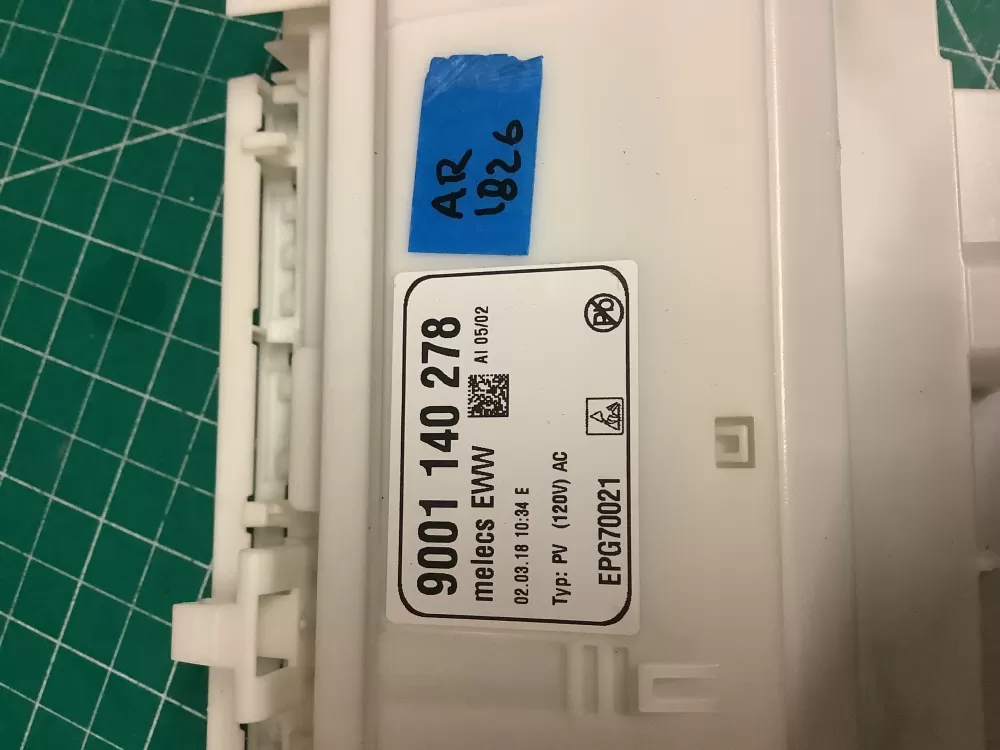 AR
1826
9001 140 278
melecs EWW
AI 05/02
02.03.18 10:34 E
Typ: PV (120V) AC
EPG70021
Pb